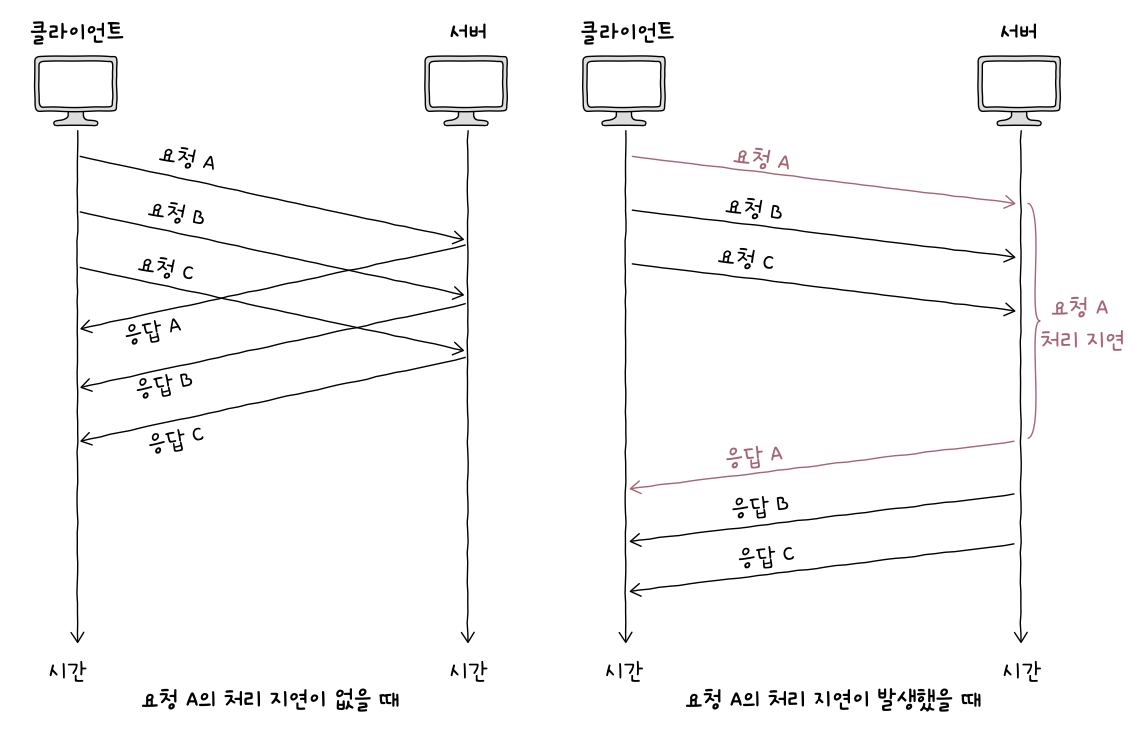 클라이언트
서버
요청 A
요청 B
요청 C
응답 A
응답 B
응답 C
시간
시간
요청 A의 처리 지연이 없을 때
클라이언트
서버
요청 A
요청 B
요청 C
요청 A
처리 지연
응답 A
응답 B
응답 C
시간
시간
요청 A의 처리 지연이 발생했을 때